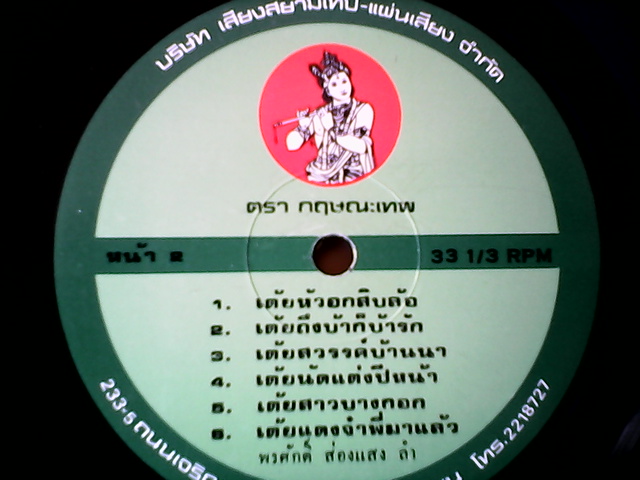 บริษัท เสียงสยามเทป-แผ่นเสียง จำกัด
ตรา กฤษณะเทพ
หน้า 2
33 1/3 RPM
1. เต้ยหัวอกสิบล้อ
2. เต้ยถึงบ้าก็บ้ารัก
3. เต้ยสวรรค์บ้านนา
4. เต้ยนัดแต่งปีหน้า
5. เต้ยสาวบางกอก
6. เต้ยแตงจ๋าพี่มาแล้ว
พรศักดิ์ ส่องแสง ลำ
233-5 ถนนเจริญ
โทร.2218727